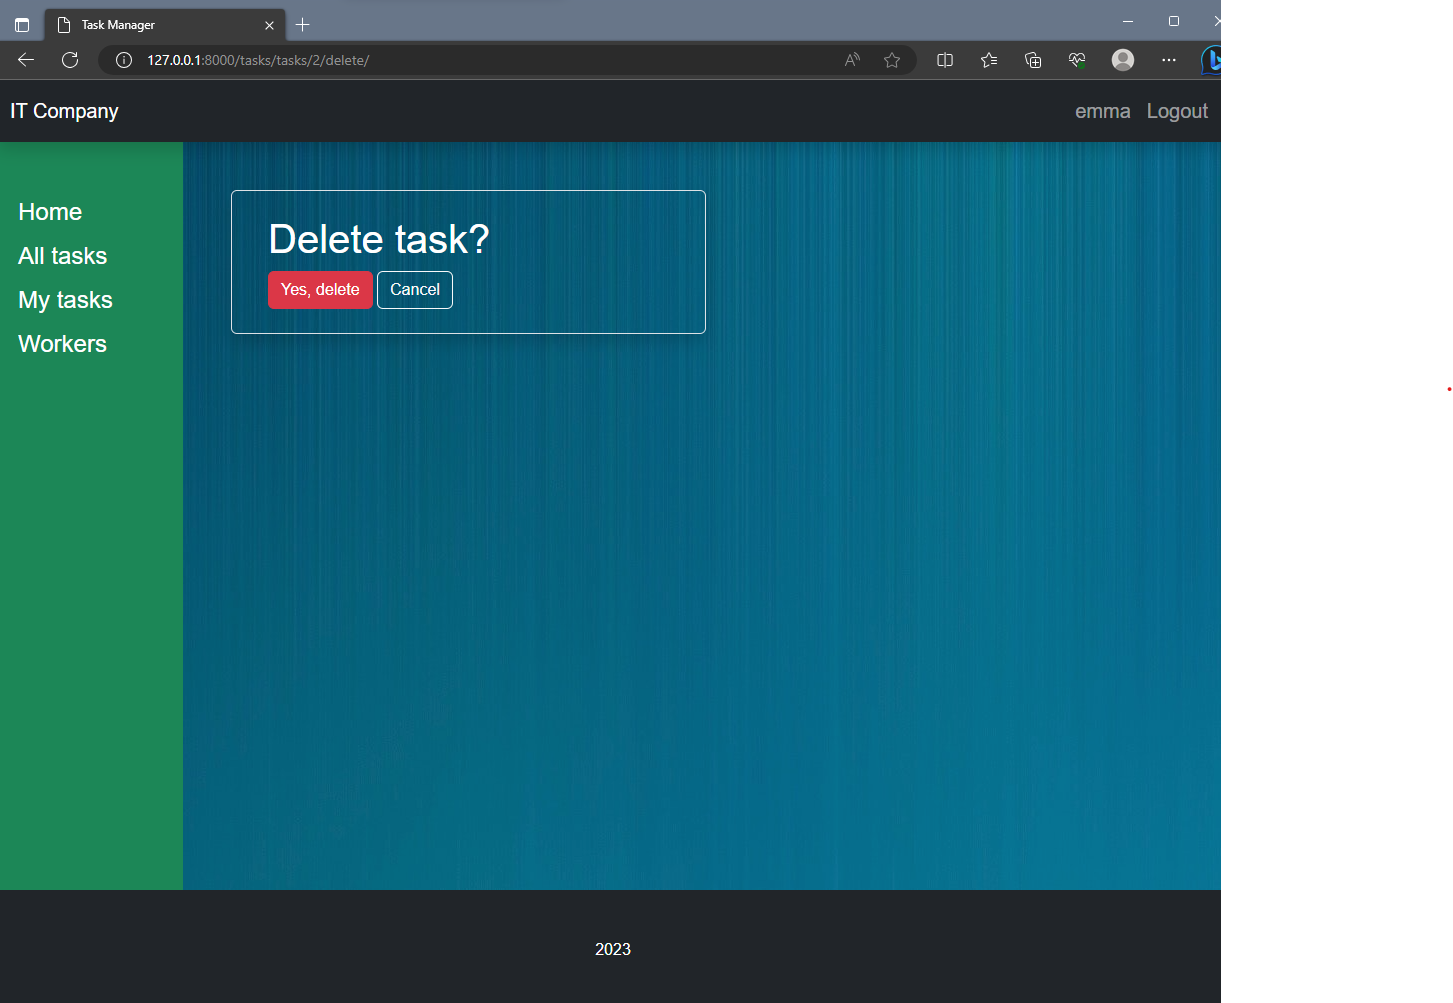 Task Manager
127.0.0.1:8000/tasks/tasks/2/delete/
IT Company
emma Logout
Home
All tasks
My tasks
Workers
Delete task?
Yes, delete Cancel
2023